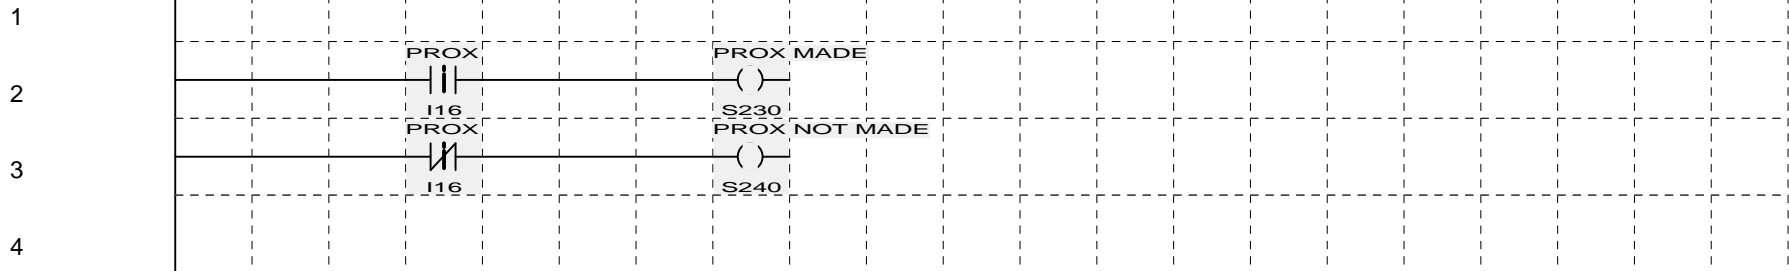 1
PROX PROX MADE
2
I16 S230
PROX PROX NOT MADE
3
I16 S240
4